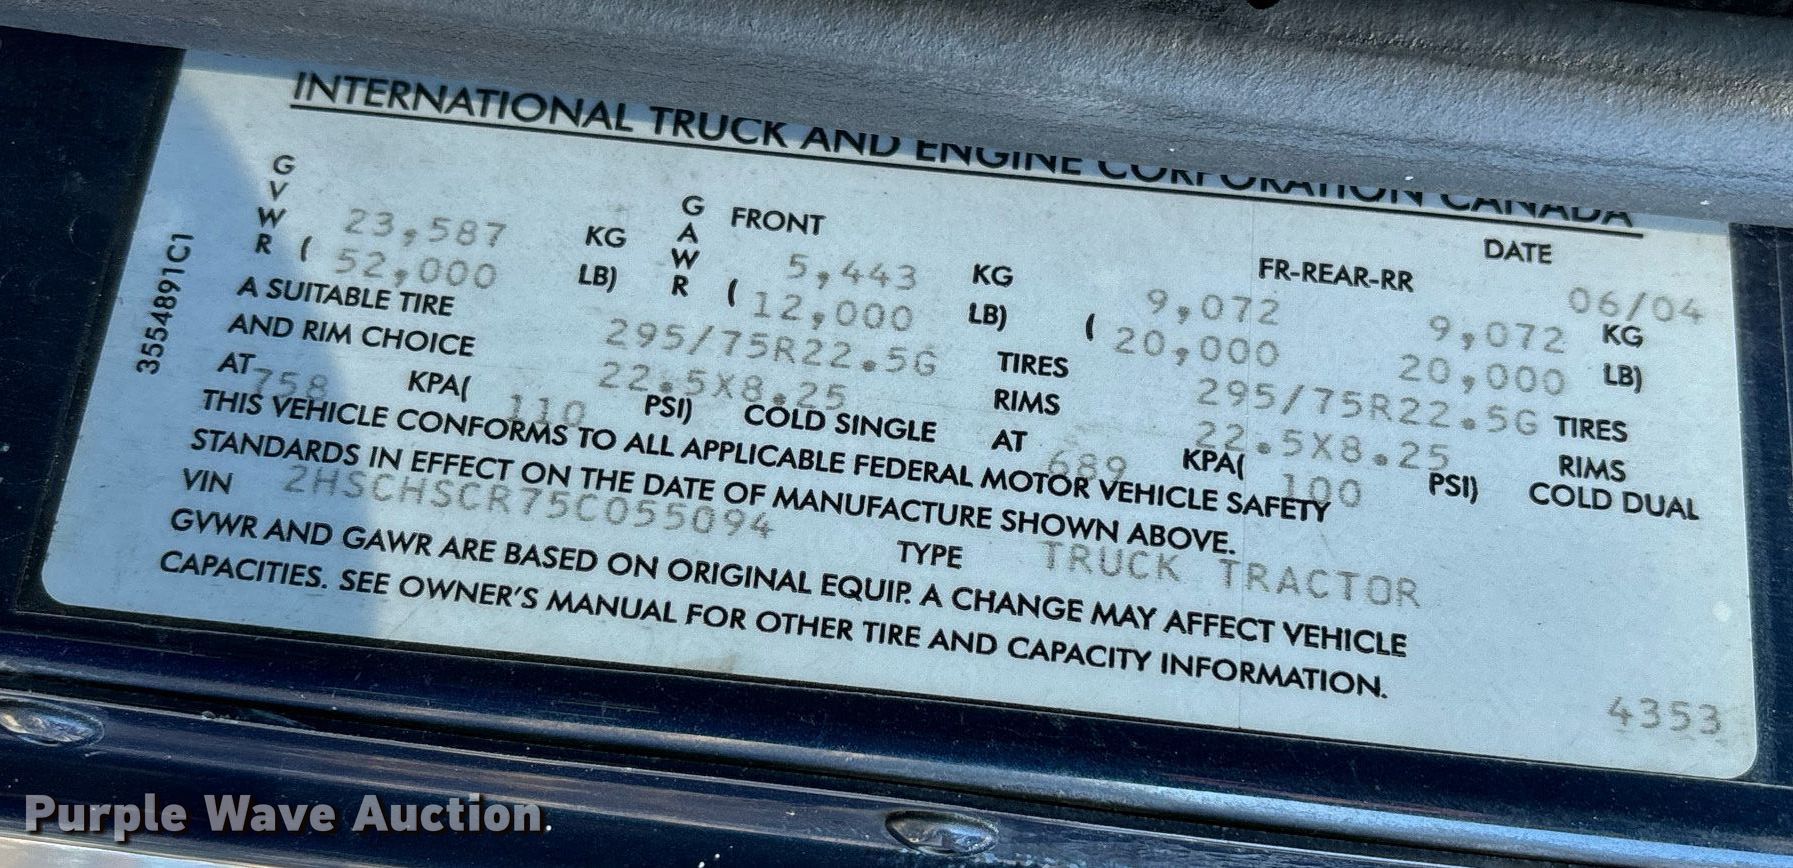 INTERNATIONAL TRUCK AND ENGINE CORPORATION CANADA
GVWR 23,587 KG GAWR FRONT 5,443 KG FR-REAR-RR 9,072 9,072 KG DATE 06/04
( 52,000 LB) ( 12,000 LB) ( 20,000 20,000 LB)
A SUITABLE TIRE 295/75R22.5G TIRES 295/75R22.5G TIRES
AND RIM CHOICE 22.5X8.25 RIMS 22.5X8.25 RIMS
AT 758 KPA( 110 PSI) COLD SINGLE AT 689 KPA( 100 PSI) COLD DUAL
THIS VEHICLE CONFORMS TO ALL APPLICABLE FEDERAL MOTOR VEHICLE SAFETY
STANDARDS IN EFFECT ON THE DATE OF MANUFACTURE SHOWN ABOVE.
VIN 2HSCHSCR75C055094 TYPE TRUCK TRACTOR
GVWR AND GAWR ARE BASED ON ORIGINAL EQUIP. A CHANGE MAY AFFECT VEHICLE
CAPACITIES. SEE OWNER'S MANUAL FOR OTHER TIRE AND CAPACITY INFORMATION.
4353
3554891C1
Purple Wave Auction